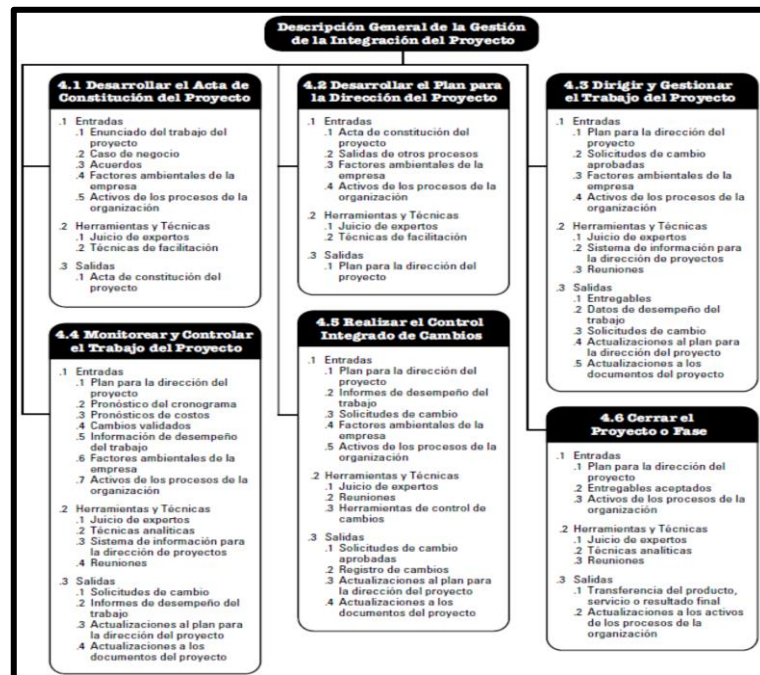 Descripción General de la Gestión
de la Integración del Proyecto
4.1 Desarrollar el Acta de
Constitución del Proyecto
.1 Entradas
.1 Enunciado del trabajo del
proyecto
.2 Caso de negocio
.3 Acuerdos
.4 Factores ambientales de la
empresa
.5 Activos de los procesos de la
organización
.2 Herramientas y Técnicas
.1 Juicio de expertos
.2 Técnicas de facilitación
.3 Salidas
.1 Acta de constitución del
proyecto
4.2 Desarrollar el Plan para
la Dirección del Proyecto
.1 Entradas
.1 Acta de constitución del
proyecto
.2 Salidas de otros procesos
.3 Factores ambientales de la
empresa
.4 Activos de los procesos de la
organización
.2 Herramientas y Técnicas
.1 Juicio de expertos
.2 Técnicas de facilitación
.3 Salidas
.1 Plan para la dirección del
proyecto
4.3 Dirigir y Gestionar
el Trabajo del Proyecto
.1 Entradas
.1 Plan para la dirección del
proyecto
.2 Solicitudes de cambio
aprobadas
.3 Factores ambientales de la
empresa
.4 Activos de los procesos de la
organización
.2 Herramientas y Técnicas
.1 Juicio de expertos
.2 Sistema de información para
la dirección de proyectos
.3 Reuniones
.3 Salidas
.1 Entregables
.2 Datos de desempeño del
trabajo
.3 Solicitudes de cambio
.4 Actualizaciones al plan para
la dirección del proyecto
.5 Actualizaciones a los
documentos del proyecto
4.4 Monitorear y Controlar
el Trabajo del Proyecto
.1 Entradas
.1 Plan para la dirección del
proyecto
.2 Pronóstico del cronograma
.3 Pronósticos de costos
.4 Cambios validados
.5 Información de desempeño
del trabajo
.6 Factores ambientales de la
empresa
.7 Activos de los procesos de la
organización
.2 Herramientas y Técnicas
.1 Juicio de expertos
.2 Técnicas analíticas
.3 Sistema de información para
la dirección de proyectos
.4 Reuniones
.3 Salidas
.1 Solicitudes de cambio
.2 Informes de desempeño del
trabajo
.3 Actualizaciones al plan para
la dirección del proyecto
.4 Actualizaciones a los
documentos del proyecto
4.5 Realizar el Control
Integrado de Cambios
.1 Entradas
.1 Plan para la dirección del
proyecto
.2 Informes de desempeño del
trabajo
.3 Solicitudes de cambio
.4 Factores ambientales de la
empresa
.5 Activos de los procesos de la
organización
.2 Herramientas y Técnicas
.1 Juicio de expertos
.2 Reuniones
.3 Herramientas de control de
cambios
.3 Salidas
.1 Solicitudes de cambio
aprobadas
.2 Registro de cambios
.3 Actualizaciones al plan para
la dirección del proyecto
.4 Actualizaciones a los
documentos del proyecto
4.6 Cerrar el
Proyecto o Fase
.1 Entradas
.1 Plan para la dirección del
proyecto
.2 Entregables aceptados
.3 Activos de los procesos de la
organización
.2 Herramientas y Técnicas
.1 Juicio de expertos
.2 Técnicas analíticas
.3 Reuniones
.3 Salidas
.1 Transferencia del producto,
servicio o resultado final
.2 Actualizaciones a los activos
de los procesos de la
organización